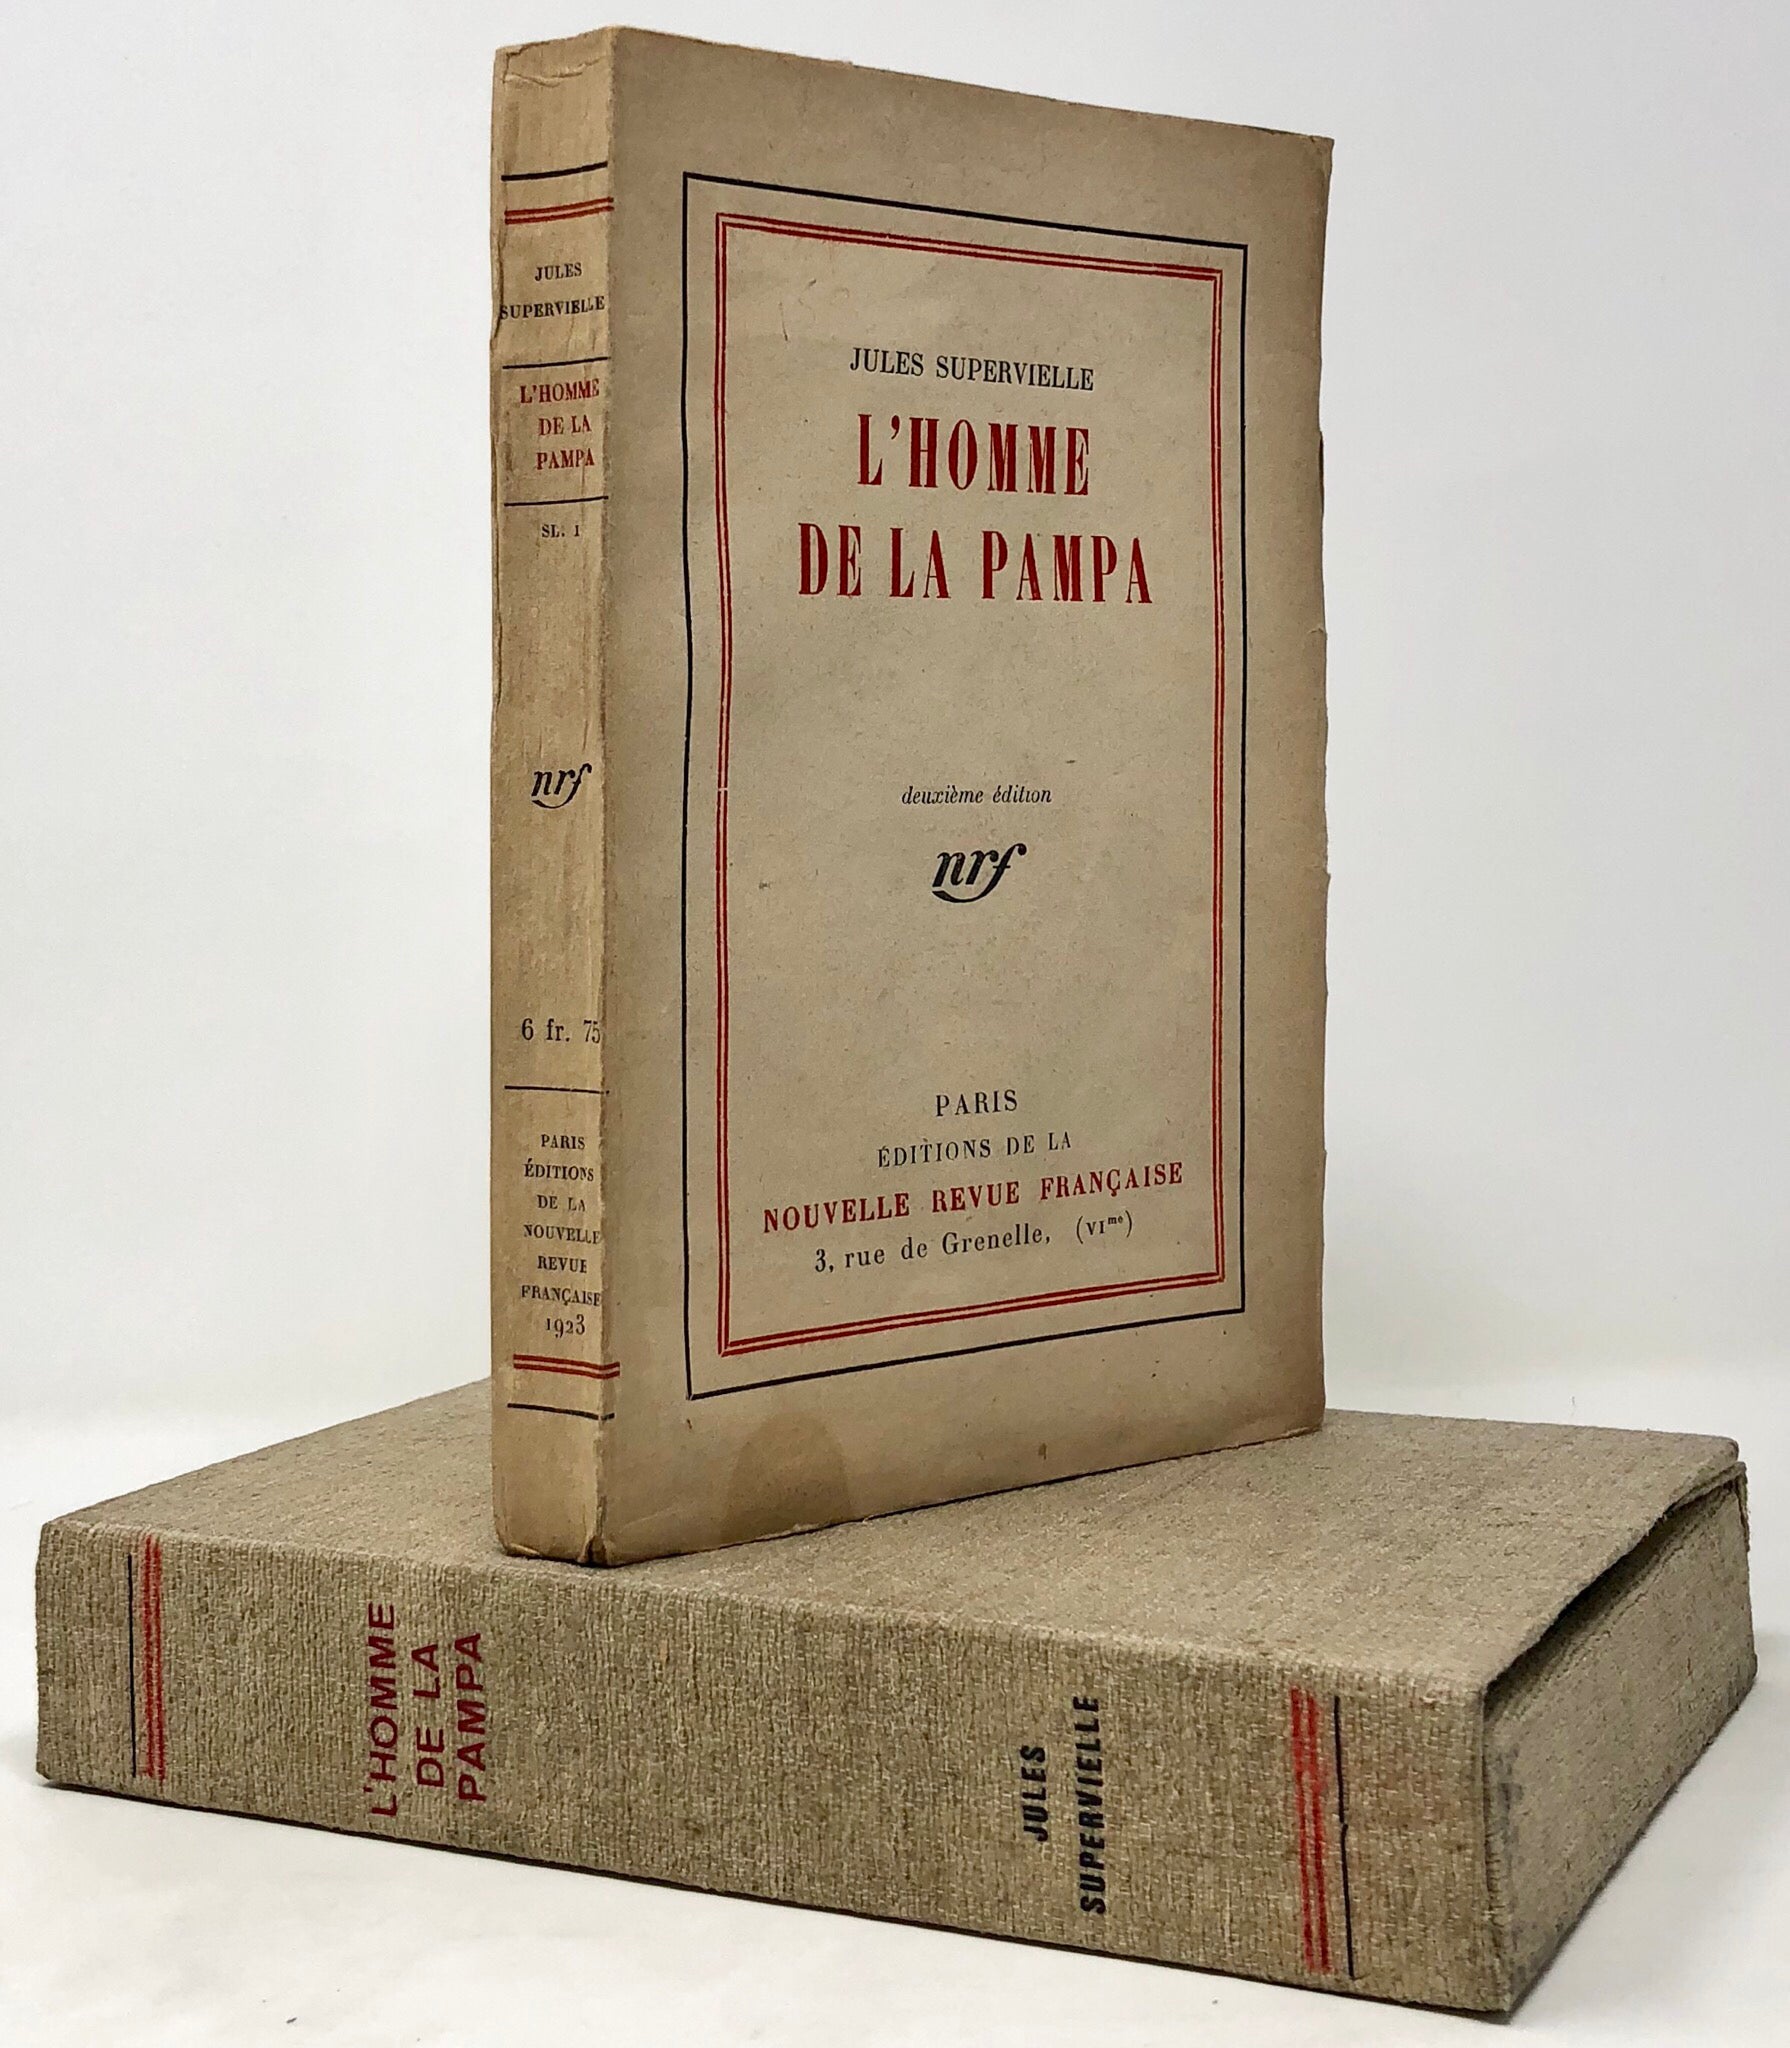 JULES
SUPERVIELLE
L'HOMME
DE LA
PAMPA
SL. 1
nrf
6 fr. 75
PARIS
ÉDITIONS
DE LA
NOUVELLE
REVUE
FRANÇAISE
1923
JULES SUPERVIELLE
L'HOMME
DE LA PAMPA
deuxième édition
nrf
PARIS
ÉDITIONS DE LA
NOUVELLE REVUE FRANÇAISE
3, rue de Grenelle, (VIme)
L'HOMME
DE LA
PAMPA
JULES
SUPERVIELLE